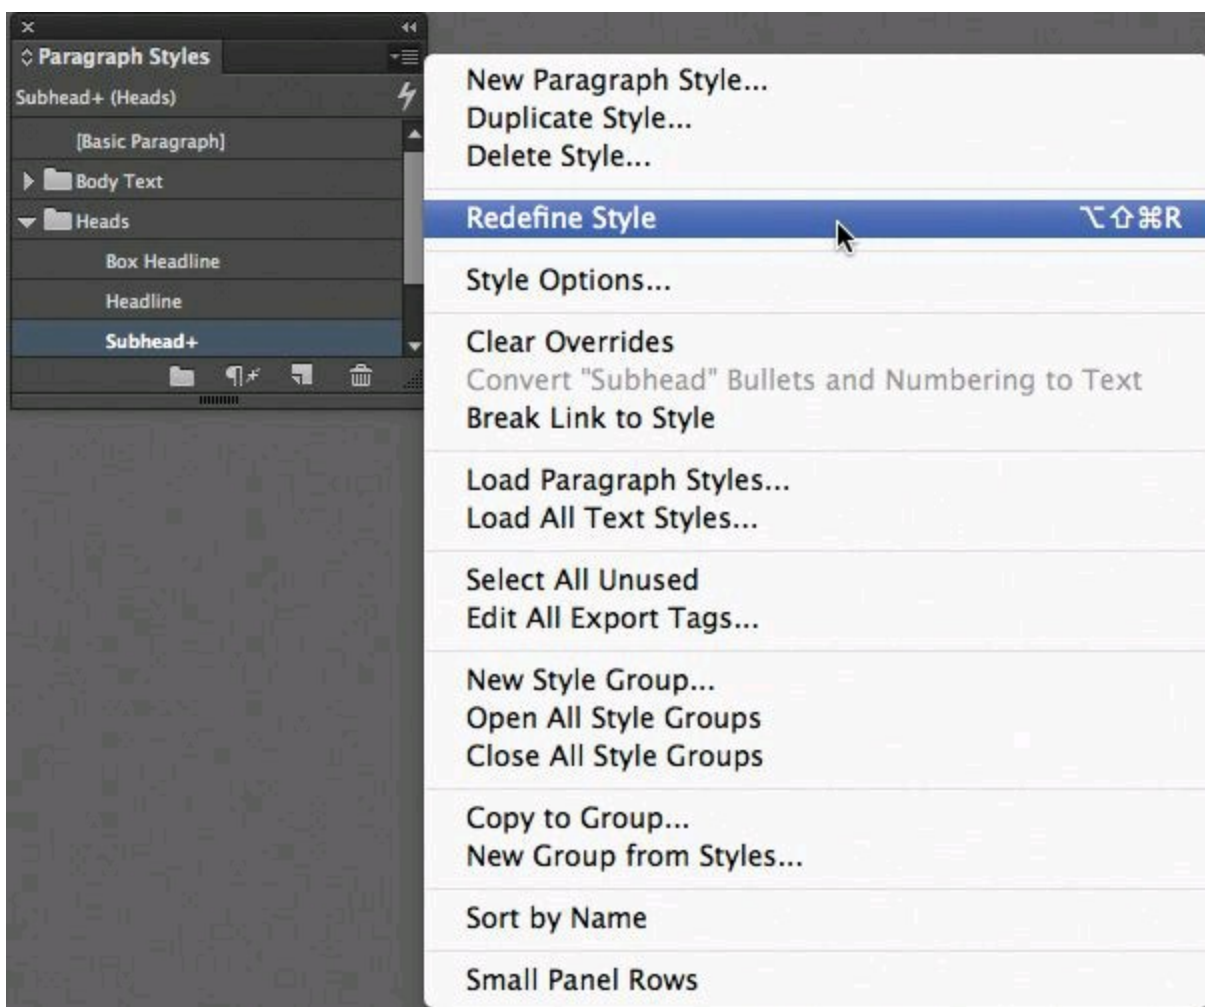 Paragraph Styles
Subhead+ (Heads)
[Basic Paragraph]
Body Text
Heads
Box Headline
Headline
Subhead+
New Paragraph Style...
Duplicate Style...
Delete Style...
Redefine Style ⌥⇧⌘R
Style Options...
Clear Overrides
Convert "Subhead" Bullets and Numbering to Text
Break Link to Style
Load Paragraph Styles...
Load All Text Styles...
Select All Unused
Edit All Export Tags...
New Style Group...
Open All Style Groups
Close All Style Groups
Copy to Group...
New Group from Styles...
Sort by Name
Small Panel Rows